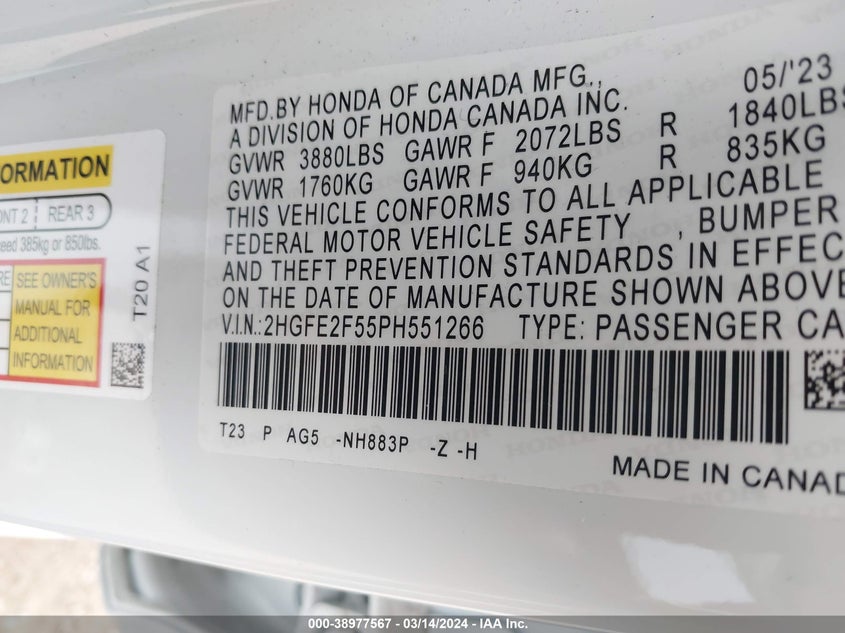 MFD.BY HONDA OF CANADA MFG., 05/'23
A DIVISION OF HONDA CANADA INC.
GVWR 3880LBS GAWR F 2072LBS R 1840LBS
GVWR 1760KG GAWR F 940KG R 835KG
THIS VEHICLE CONFORMS TO ALL APPLICABLE
FEDERAL MOTOR VEHICLE SAFETY , BUMPER
AND THEFT PREVENTION STANDARDS IN EFFEC
ON THE DATE OF MANUFACTURE SHOWN ABOVE
V.I.N.:2HGFE2F55PH551266 TYPE: PASSENGER CA
T23 P AG5 -NH883P -Z -H
MADE IN CANAD
ORMATION
ONT 2 REAR 3
eed 385kg or 850lbs.
RE SEE OWNER'S
MANUAL FOR
ADDITIONAL
INFORMATION
T20 A1
000-38977567 — 03/14/2024 — IAA Inc.